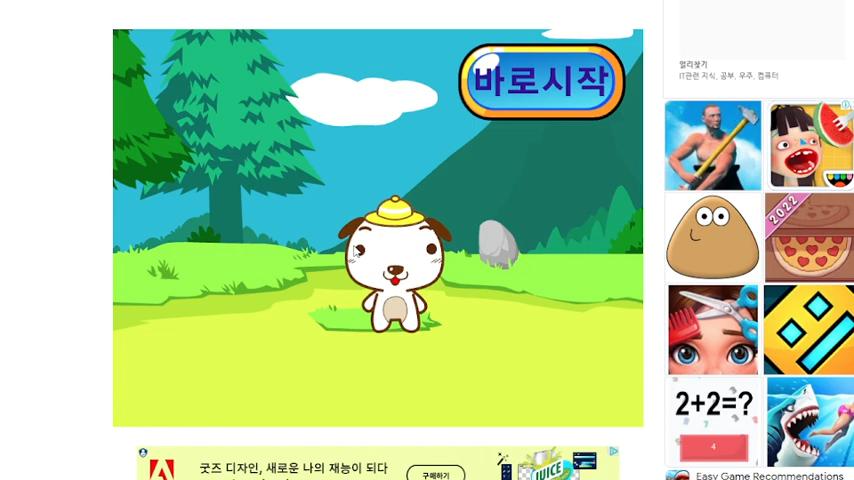 바로시작
멀리찾기
IT관련 지식, 공부, 우주, 컴퓨터
2022
2+2=?
4
굿즈 디자인, 새로운 나의 재능이 되다
구매하기
JUICE
Easy Game Recommendations